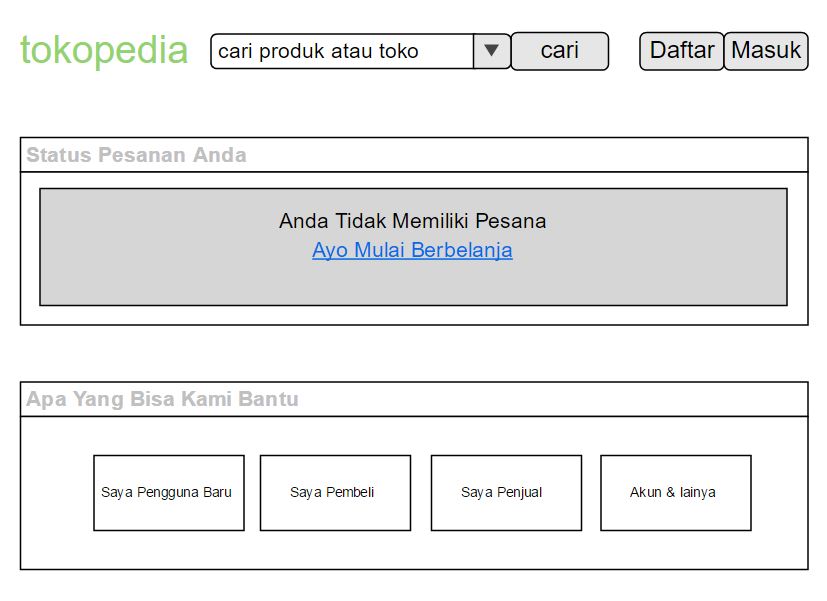 tokopedia
cari produk atau toko
cari
Daftar
Masuk
Status Pesanan Anda
Anda Tidak Memiliki Pesana
Ayo Mulai Berbelanja
Apa Yang Bisa Kami Bantu
Saya Pengguna Baru
Saya Pembeli
Saya Penjual
Akun & lainya